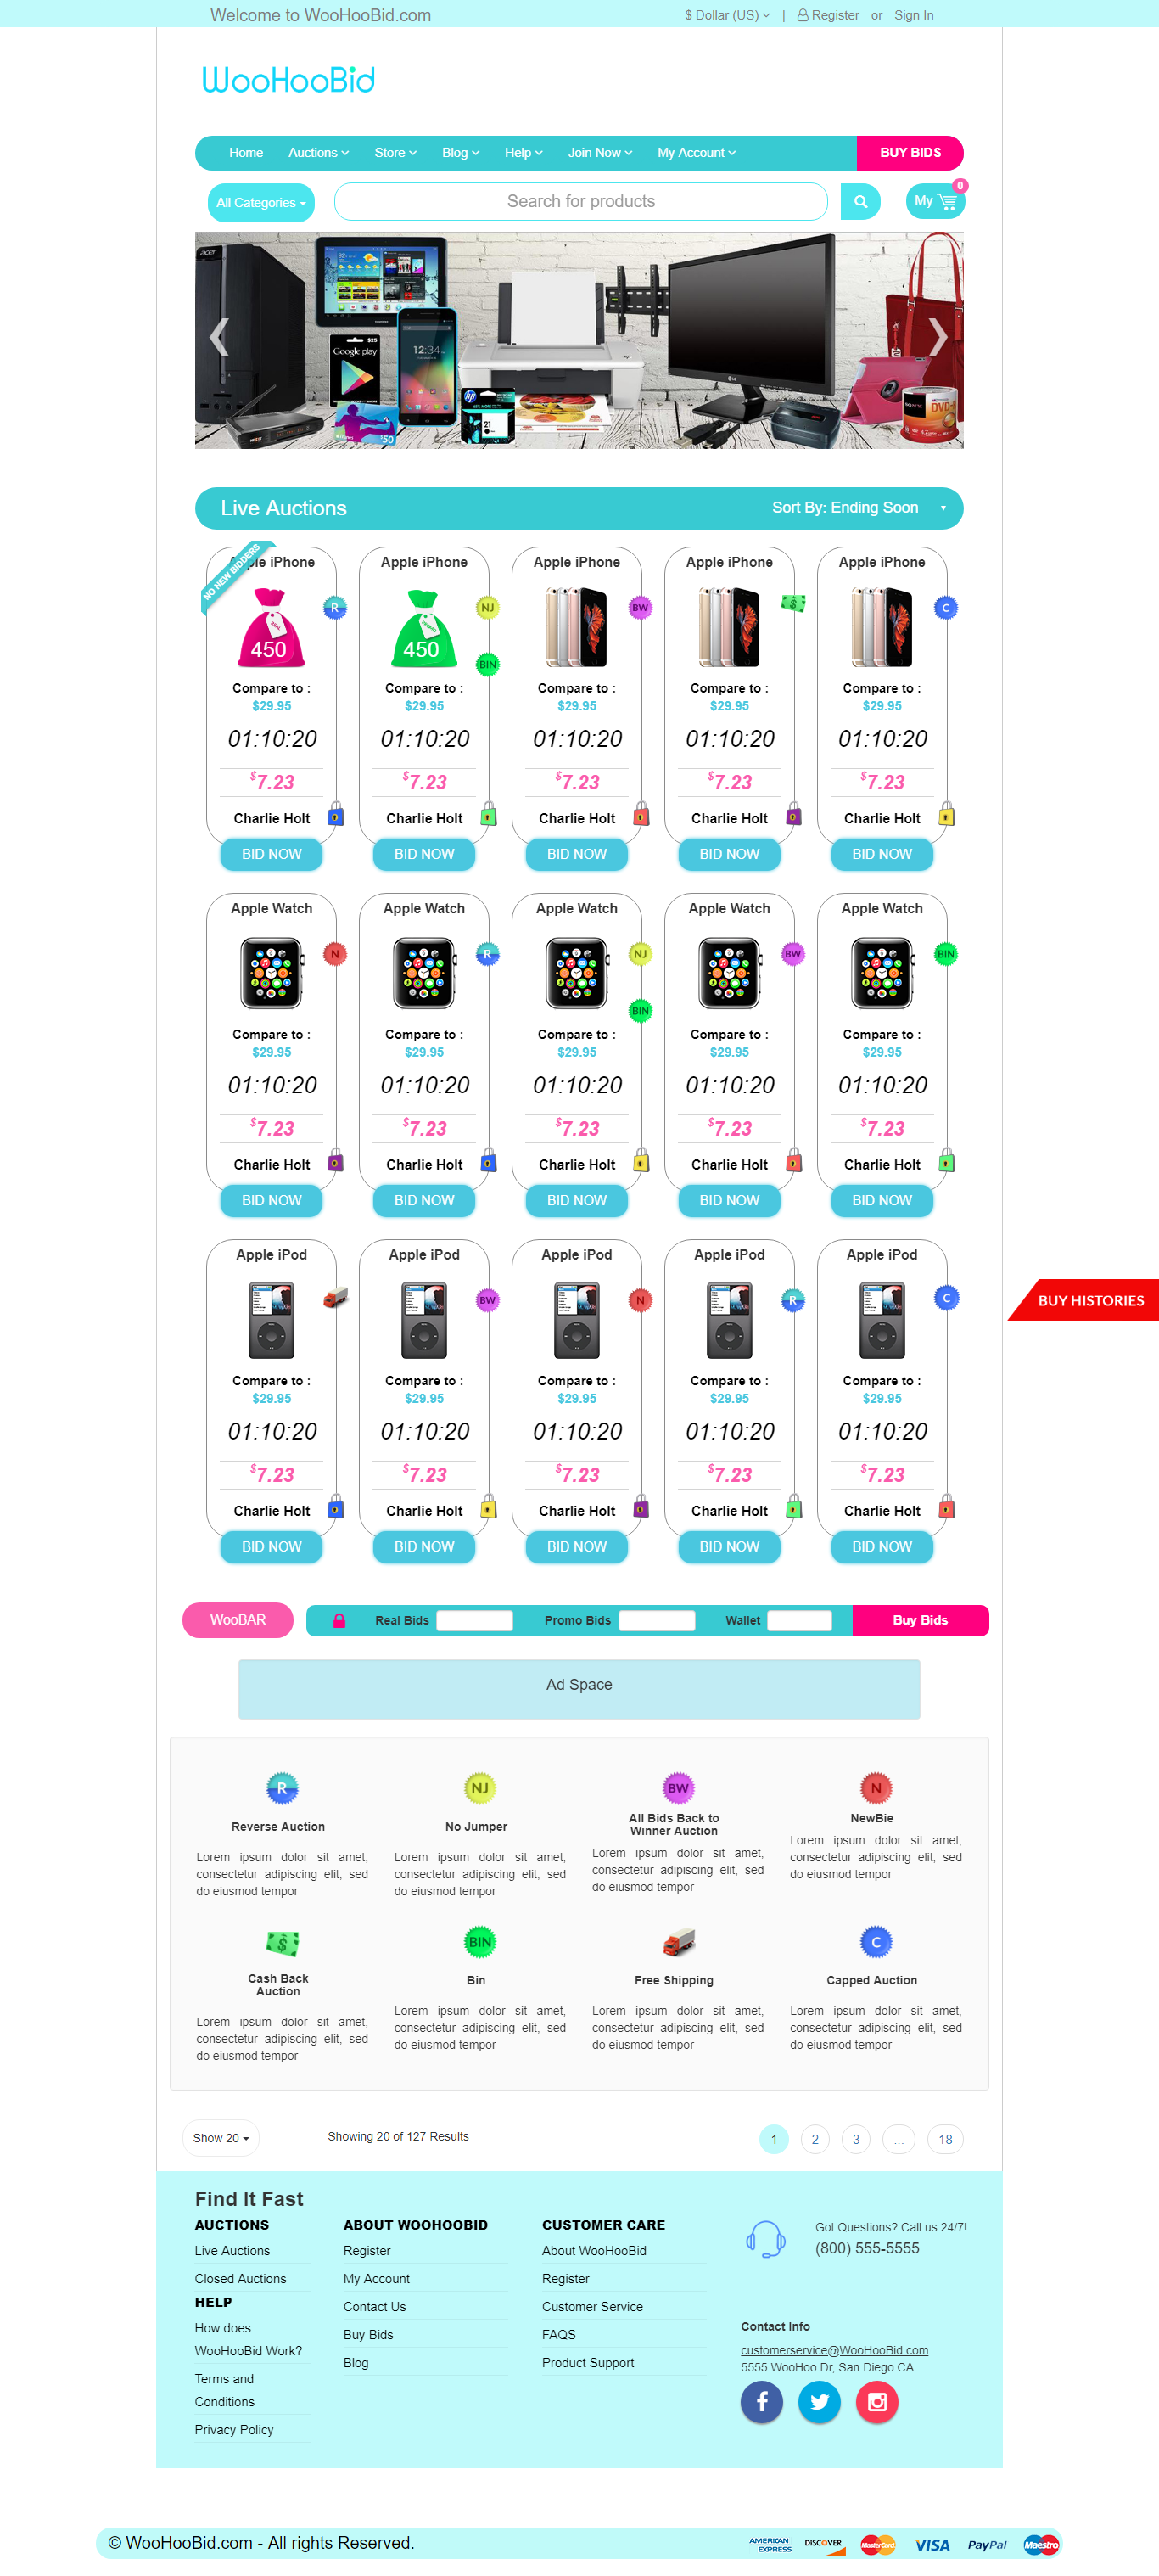 Welcome to WooHooBid.com
$ Dollar (US) | Register or Sign In
WooHooBid
Home Auctions Store Blog Help Join Now My Account BUY BIDS
All Categories Search for products My 0
acer
Google play
$25
12:34
hp
21
$50
LG
DVD
Live Auctions Sort By: Ending Soon
NO NEW BIDDERS
Apple iPhone Apple iPhone Apple iPhone Apple iPhone Apple iPhone
REAL PROMO
R NJ BW $ C
450 450
BIN
Compare to : Compare to : Compare to : Compare to : Compare to :
$29.95 $29.95 $29.95 $29.95 $29.95
01:10:20 01:10:20 01:10:20 01:10:20 01:10:20
$7.23 $7.23 $7.23 $7.23 $7.23
Charlie Holt Charlie Holt Charlie Holt Charlie Holt Charlie Holt
BID NOW BID NOW BID NOW BID NOW BID NOW
Apple Watch Apple Watch Apple Watch Apple Watch Apple Watch
N R NJ BW BIN
BIN
Compare to : Compare to : Compare to : Compare to : Compare to :
$29.95 $29.95 $29.95 $29.95 $29.95
01:10:20 01:10:20 01:10:20 01:10:20 01:10:20
$7.23 $7.23 $7.23 $7.23 $7.23
Charlie Holt Charlie Holt Charlie Holt Charlie Holt Charlie Holt
BID NOW BID NOW BID NOW BID NOW BID NOW
Apple iPod Apple iPod Apple iPod Apple iPod Apple iPod
BW N R C
BUY HISTORIES
Compare to : Compare to : Compare to : Compare to : Compare to :
$29.95 $29.95 $29.95 $29.95 $29.95
01:10:20 01:10:20 01:10:20 01:10:20 01:10:20
$7.23 $7.23 $7.23 $7.23 $7.23
Charlie Holt Charlie Holt Charlie Holt Charlie Holt Charlie Holt
BID NOW BID NOW BID NOW BID NOW BID NOW
WooBAR Real Bids Promo Bids Wallet Buy Bids
Ad Space
R
Reverse Auction
Lorem ipsum dolor sit amet,
consectetur adipiscing elit, sed
do eiusmod tempor
NJ
No Jumper
Lorem ipsum dolor sit amet,
consectetur adipiscing elit, sed
do eiusmod tempor
BW
All Bids Back to
Winner Auction
Lorem ipsum dolor sit amet,
consectetur adipiscing elit, sed
do eiusmod tempor
N
NewBie
Lorem ipsum dolor sit amet,
consectetur adipiscing elit, sed
do eiusmod tempor
$
Cash Back
Auction
Lorem ipsum dolor sit amet,
consectetur adipiscing elit, sed
do eiusmod tempor
BIN
Bin
Lorem ipsum dolor sit amet,
consectetur adipiscing elit, sed
do eiusmod tempor
Free Shipping
Lorem ipsum dolor sit amet,
consectetur adipiscing elit, sed
do eiusmod tempor
C
Capped Auction
Lorem ipsum dolor sit amet,
consectetur adipiscing elit, sed
do eiusmod tempor
Show 20 Showing 20 of 127 Results 1 2 3 ... 18
Find It Fast
AUCTIONS
Live Auctions
Closed Auctions
HELP
How does
WooHooBid Work?
Terms and
Conditions
Privacy Policy
ABOUT WOOHOOBID
Register
My Account
Contact Us
Buy Bids
Blog
CUSTOMER CARE
About WooHooBid
Register
Customer Service
FAQS
Product Support
Got Questions? Call us 24/7!
(800) 555-5555
Contact Info
customerservice@WooHooBid.com
5555 WooHoo Dr, San Diego CA
© WooHooBid.com - All rights Reserved.
AMERICAN
EXPRESS
DISCOVER
MasterCard
VISA
PayPal
Maestro